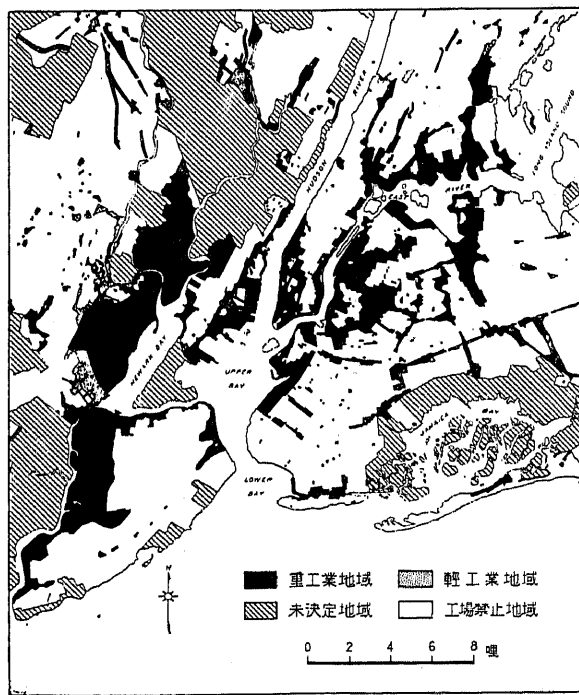 HUDSON RIVER
LONG ISLAND SOUND
EAST RIVER
NEWARK BAY
UPPER BAY
JAMAICA BAY
LOWER BAY
N
重工業地域 軽工業地域
未決定地域 工場禁止地域
0 2 4 6 8 哩